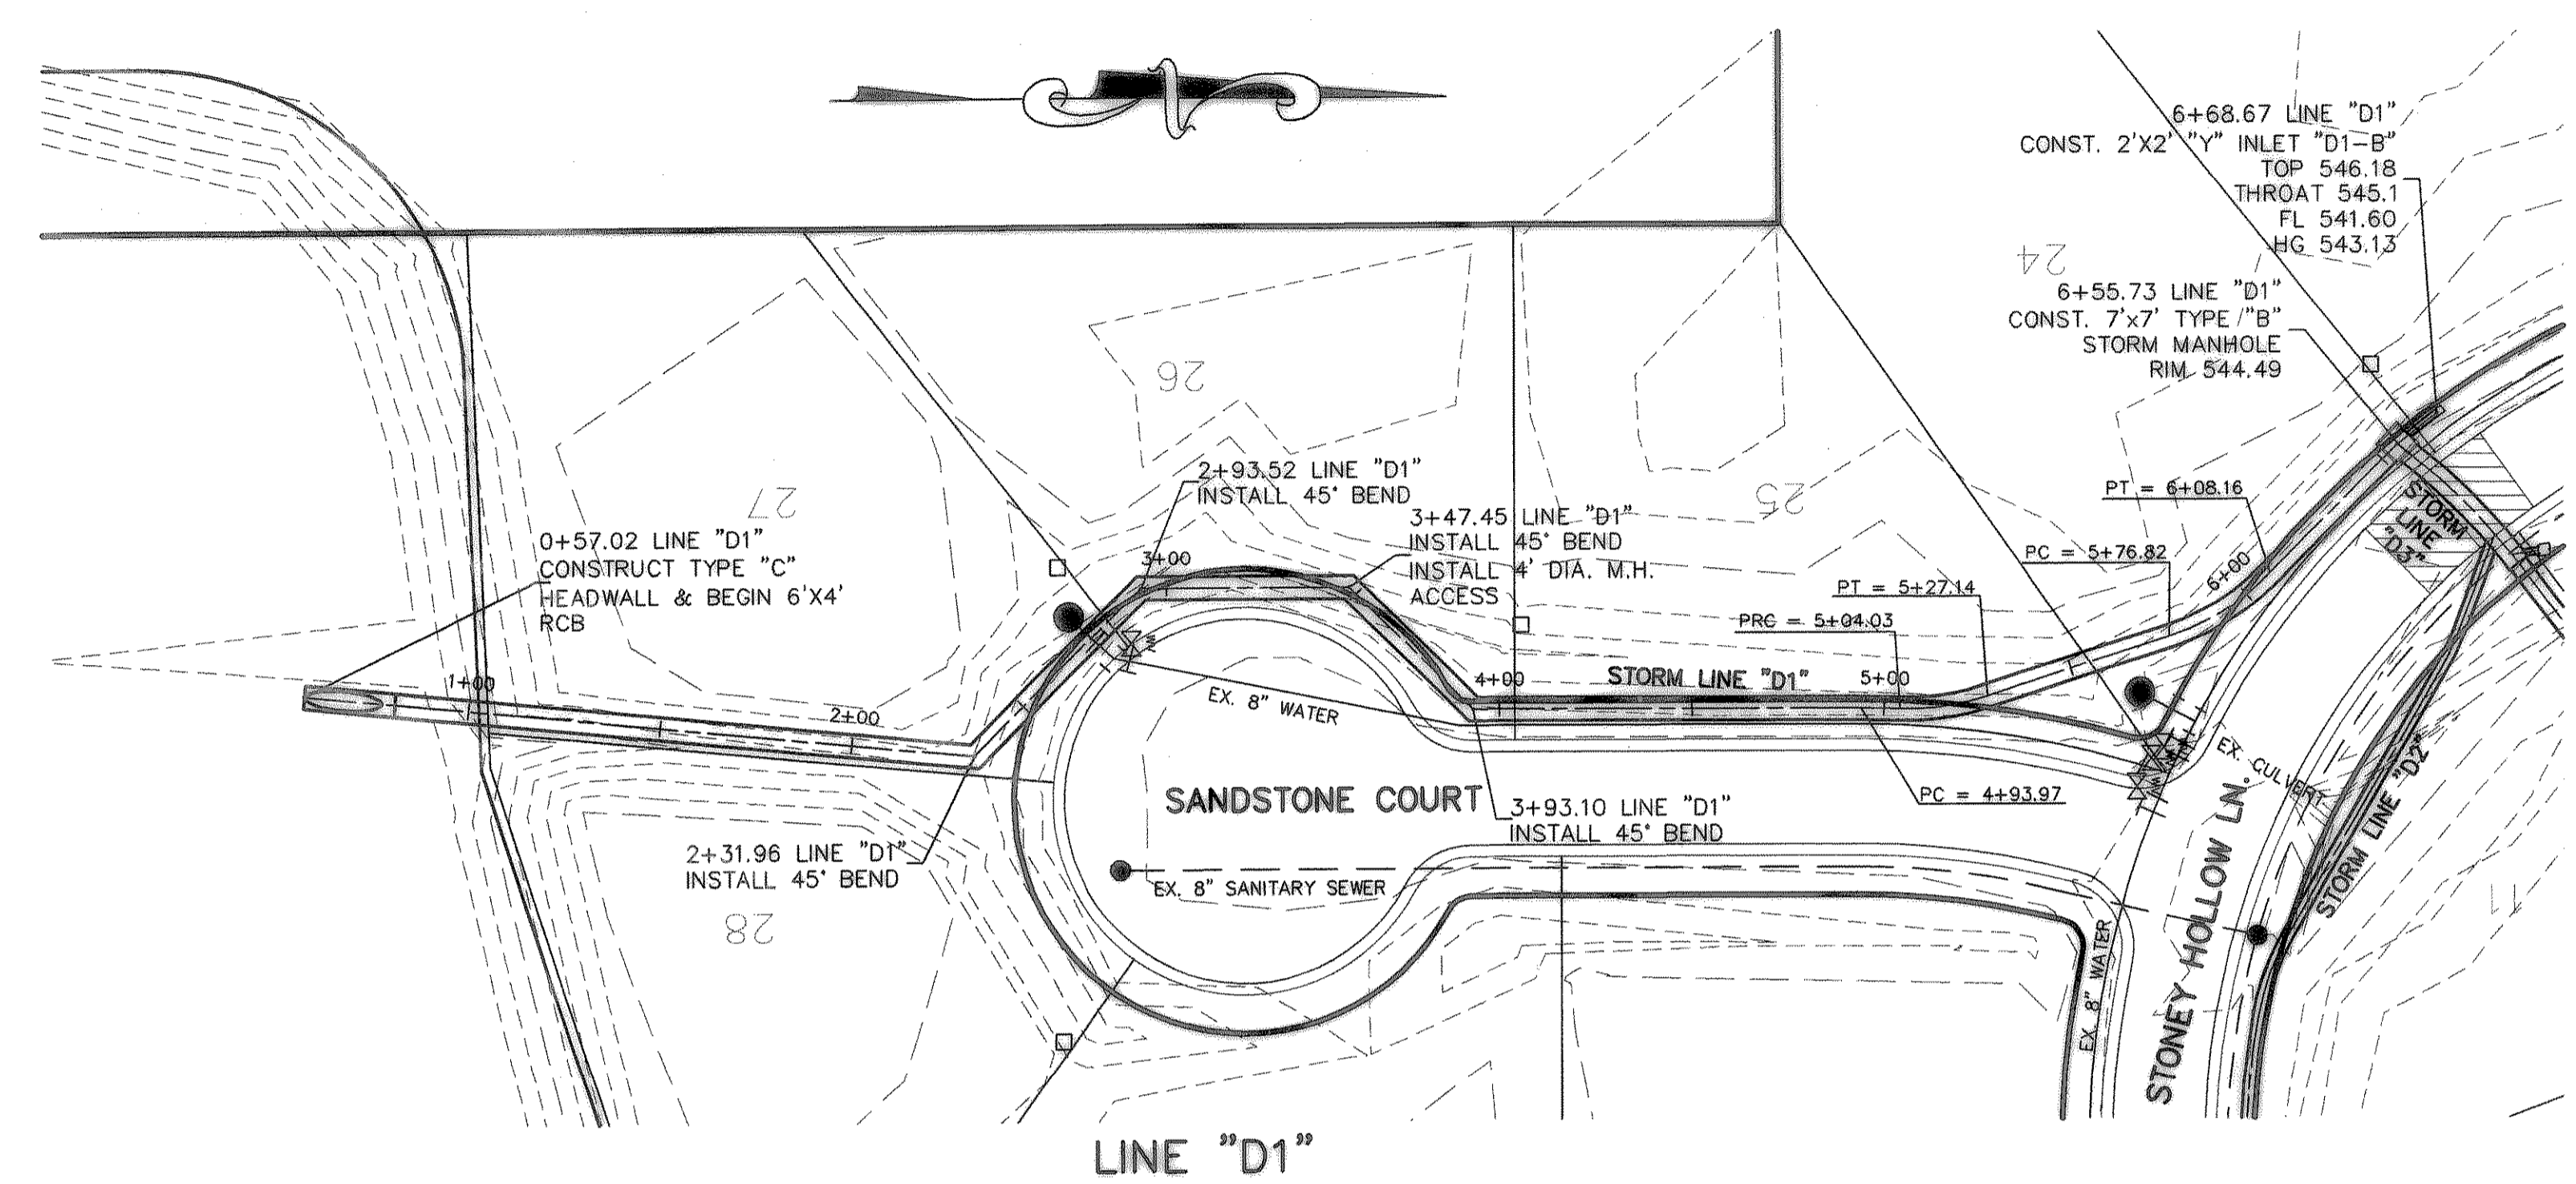 6+68.67 LINE "D1"
CONST. 2'X2' "Y" INLET "D1-B"
TOP 546.18
THROAT 545.1
FL 541.60
HG 543.13
24
6+55.73 LINE "D1"
CONST. 7'x7' TYPE "B"
STORM MANHOLE
RIM 544.49
26
27
25
2+93.52 LINE "D1"
INSTALL 45° BEND
3+47.45 LINE "D1"
INSTALL 45° BEND
INSTALL 4' DIA. M.H.
ACCESS
0+57.02 LINE "D1"
CONSTRUCT TYPE "C"
HEADWALL & BEGIN 6'X4'
RCB
PT = 6+08.16
PC = 5+76.82
PT = 5+27.14
PRC = 5+04.03
STORM
LINE
"D3"
1+00
2+00
3+00
4+00
STORM LINE "D1"
5+00
6+00
EX. 8" WATER
EX. CULVERT
SANDSTONE COURT
3+93.10 LINE "D1"
INSTALL 45° BEND
PC = 4+93.97
2+31.96 LINE "D1"
INSTALL 45° BEND
EX. 8" SANITARY SEWER
28
11
STORM LINE "D2"
STONEY HOLLOW LN.
EX. 8" WATER
LINE "D1"